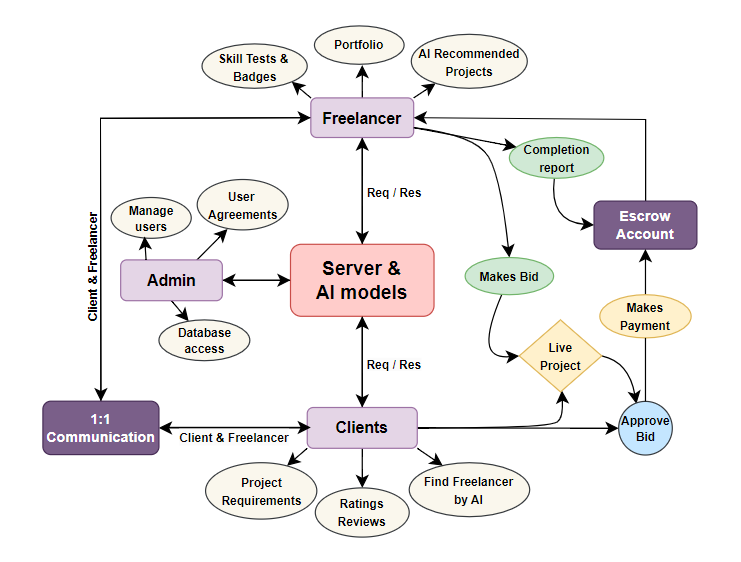 Portfolio
Skill Tests &
Badges
AI Recommended
Projects
Freelancer
Completion
report
Req / Res
User
Agreements
Manage
users
Escrow
Account
Client & Freelancer
Server &
AI models
Admin
Makes Bid
Makes
Payment
Database
access
Live
Project
Req / Res
1:1
Communication
Client & Freelancer
Clients
Approve
Bid
Project
Requirements
Ratings
Reviews
Find Freelancer
by AI